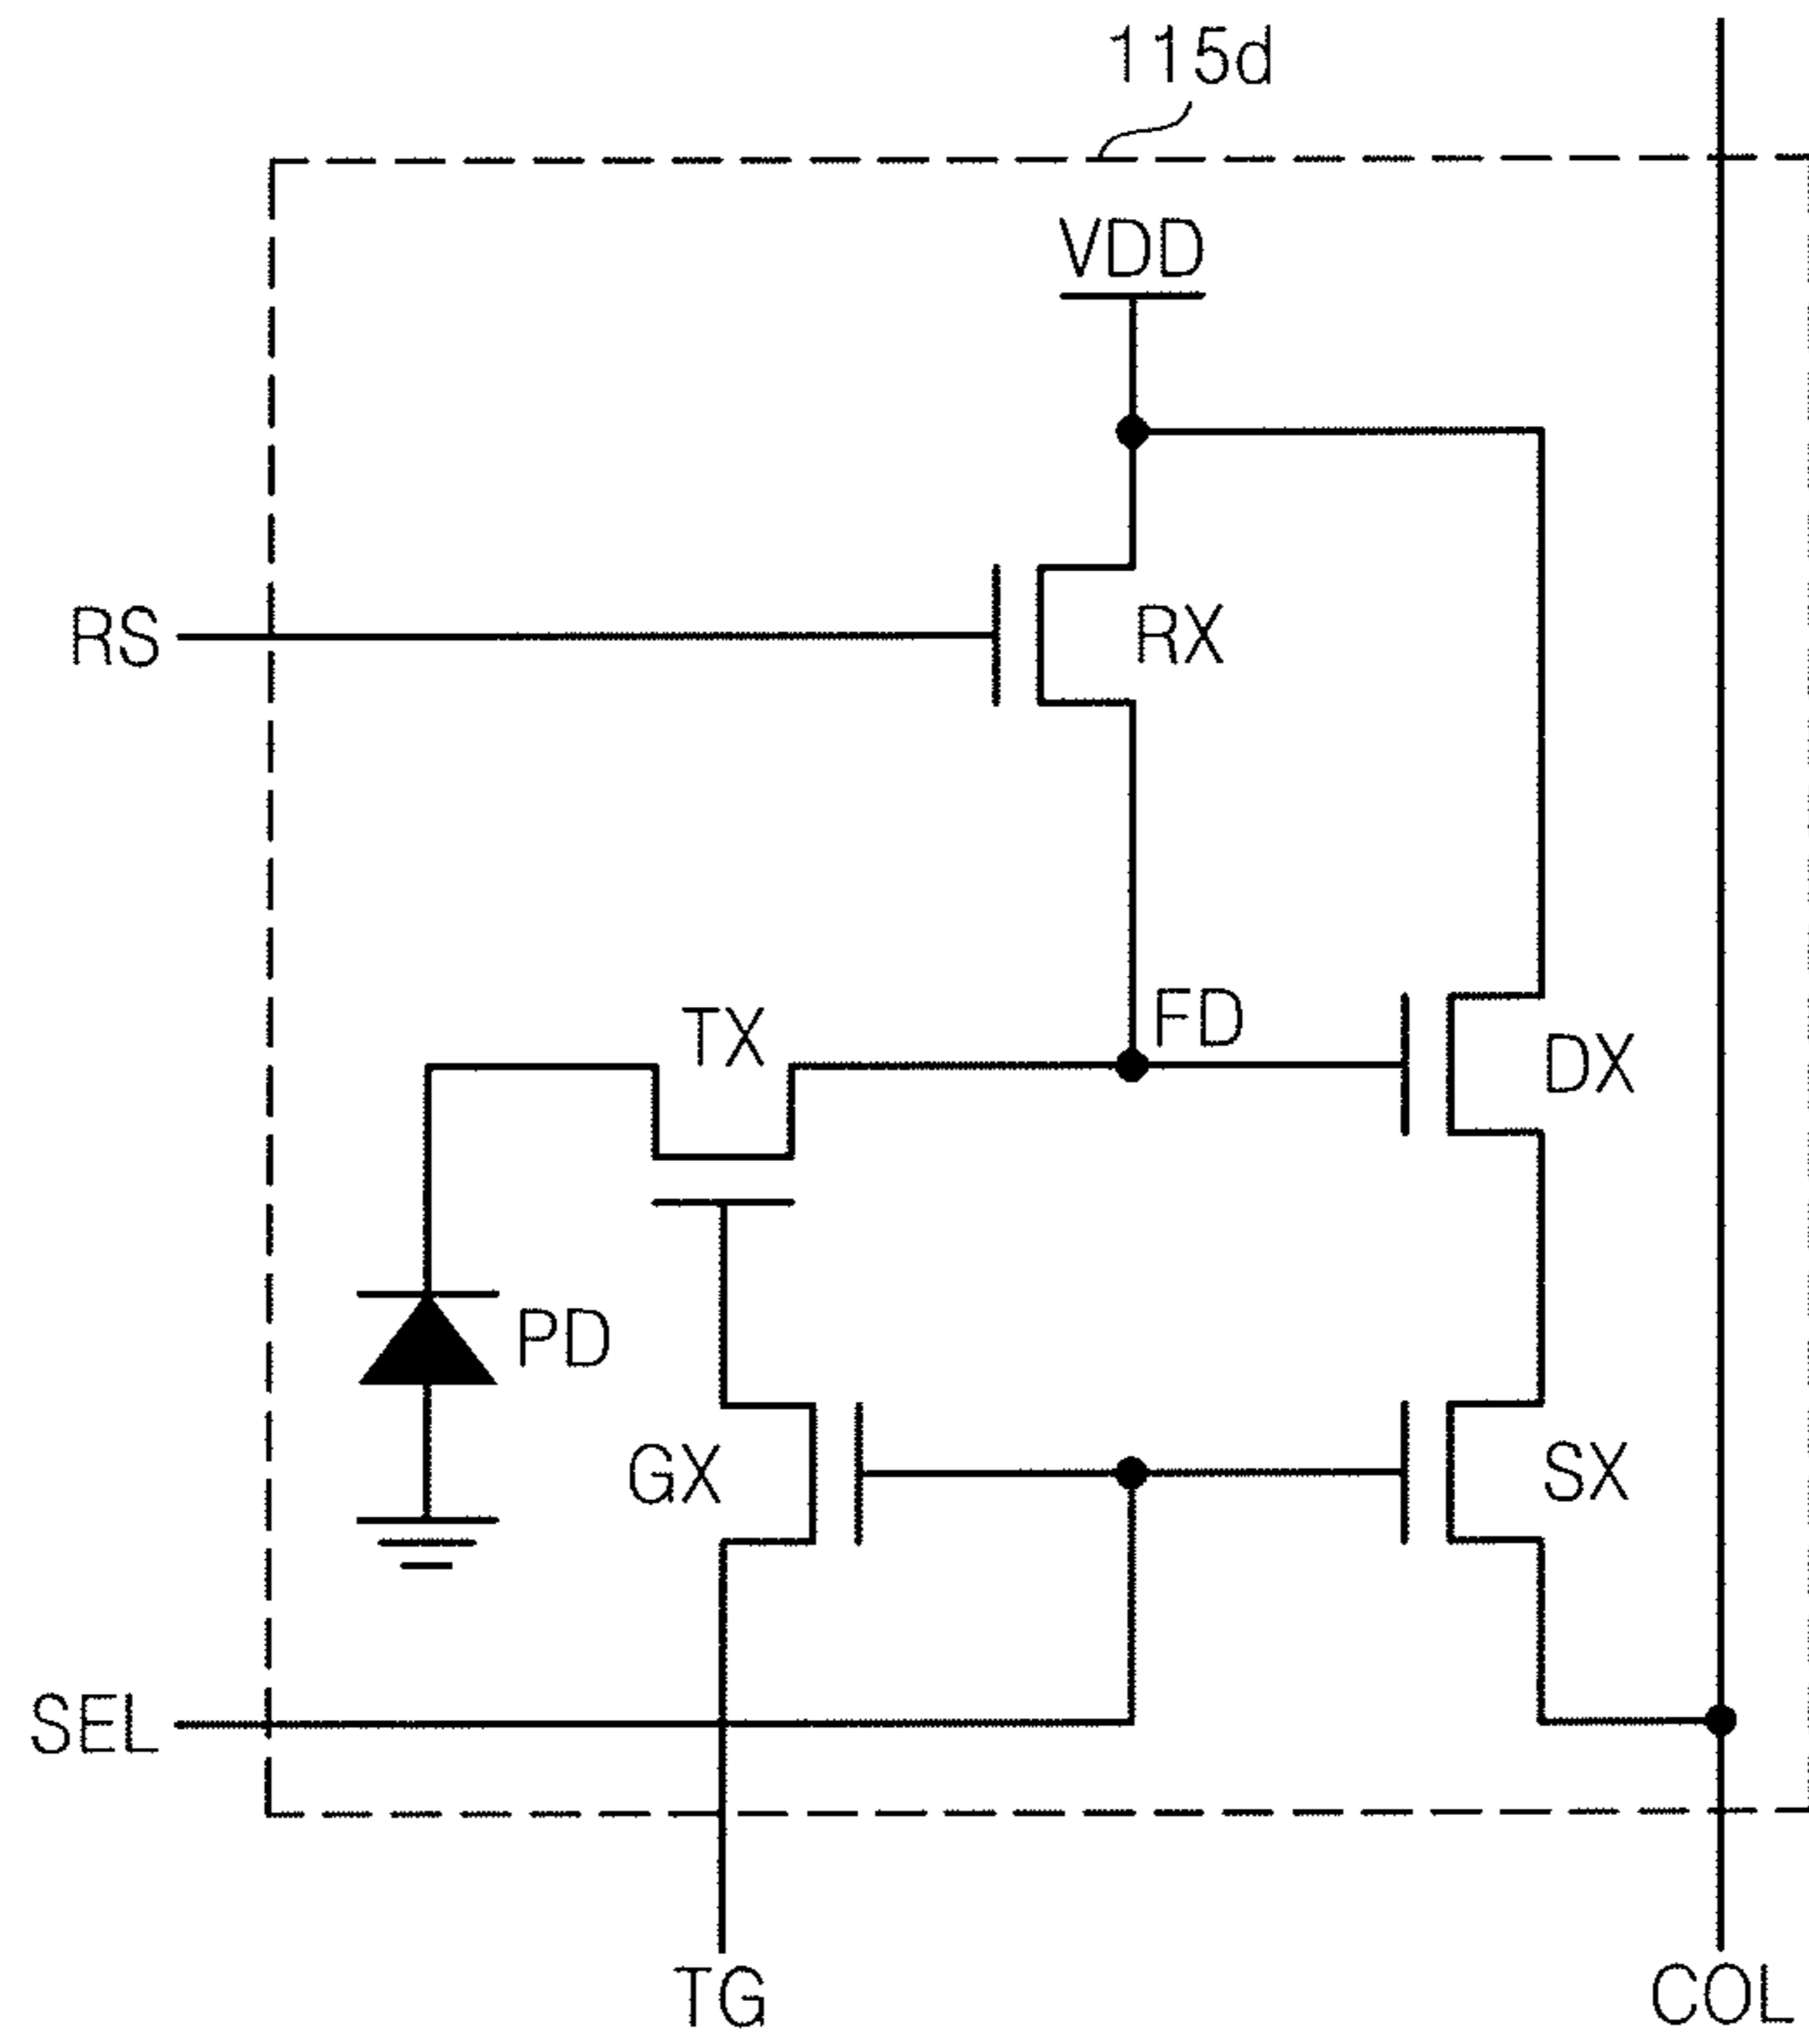 115d
VDD
RS
RX
TX
FD
DX
PD
GX
SX
SEL
TG
COL